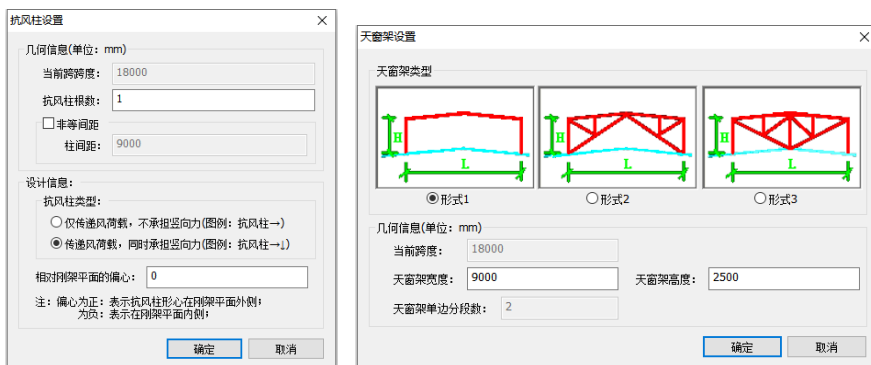 抗风柱设置
几何信息(单位: mm)
当前跨跨度: 18000
抗风柱根数: 1
非等间距
柱间距: 9000
设计信息:
抗风柱类型:
仅传递风荷载, 不承担竖向力(图例: 抗风柱→)
传递风荷载, 同时承担竖向力(图例: 抗风柱→↓)
相对刚架平面的偏心: 0
注: 偏心为正: 表示抗风柱形心在刚架平面外侧;
为负: 表示在刚架平面内侧;
确定 取消
天窗架设置
天窗架类型
H L H L H L
形式1 形式2 形式3
几何信息(单位: mm)
当前跨度: 18000
天窗架宽度: 9000 天窗架高度: 2500
天窗架单边分段数: 2
确定 取消